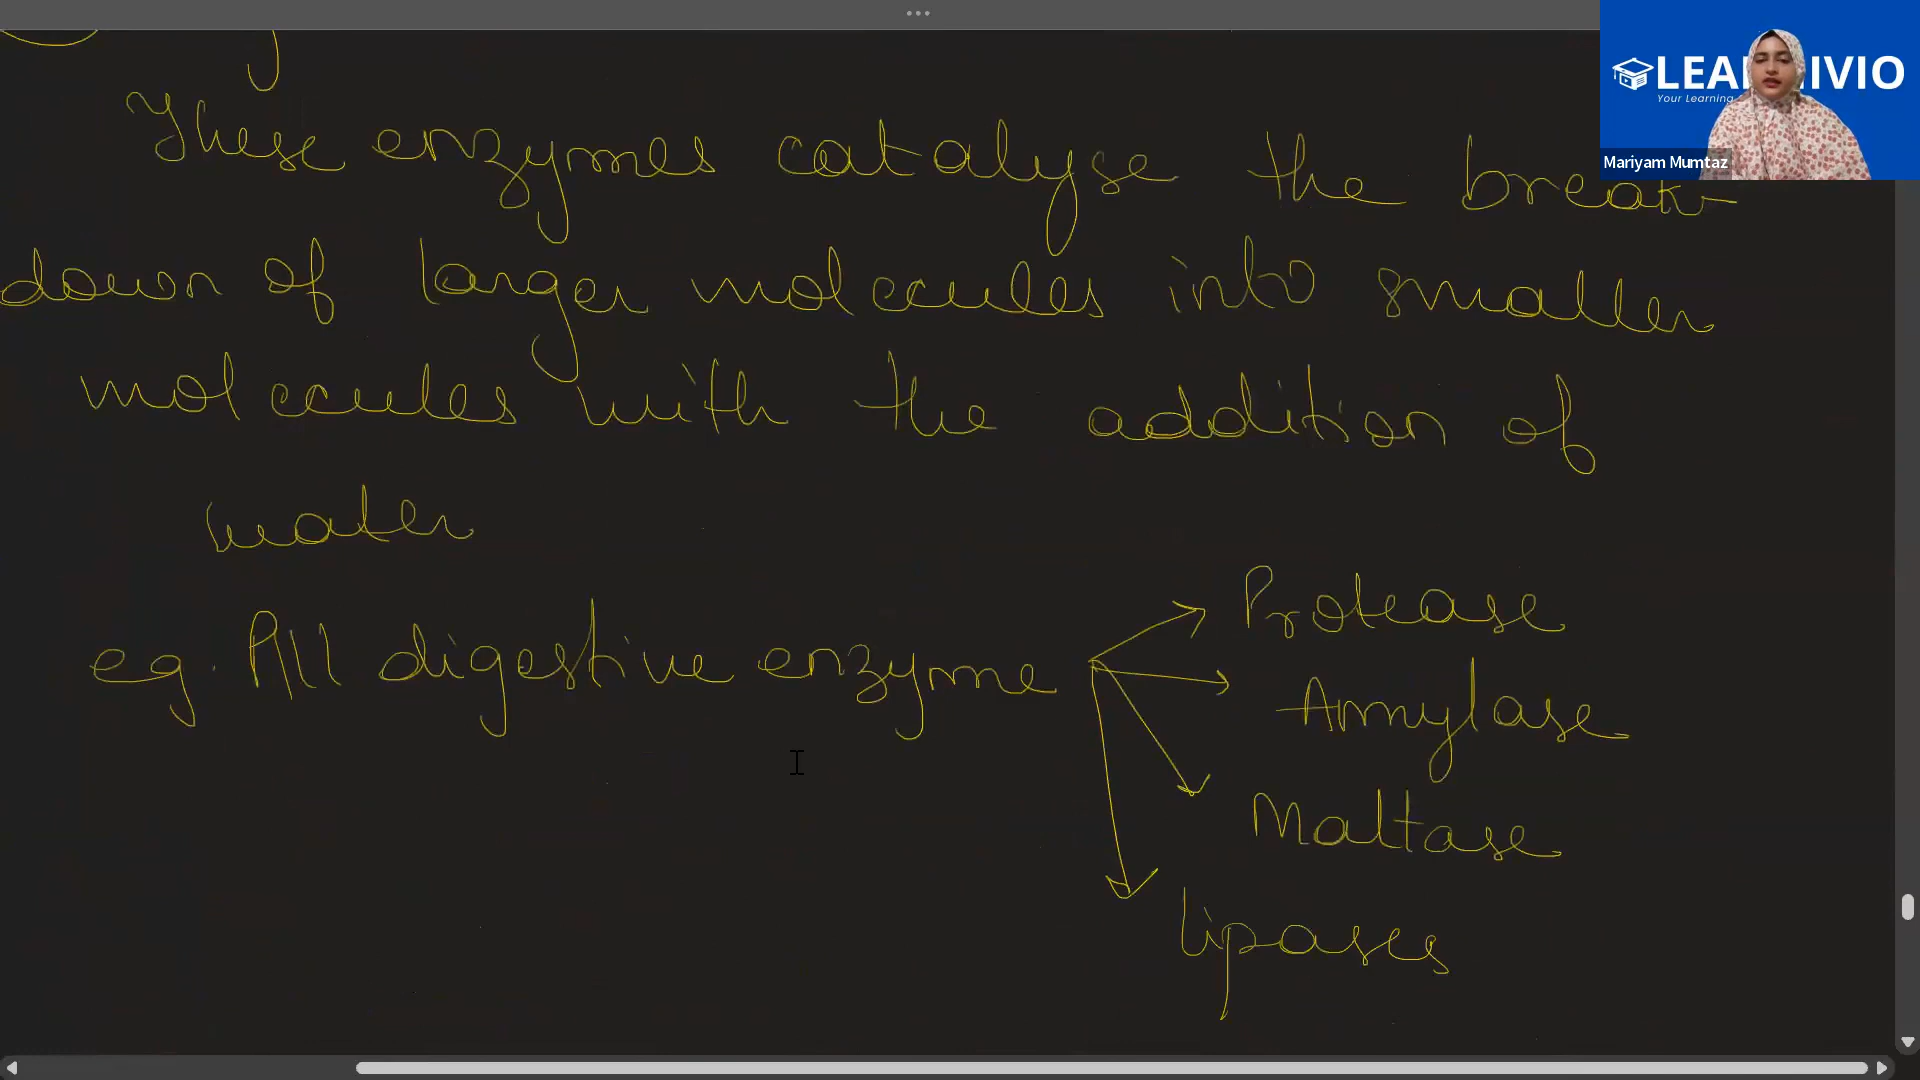 These enzymes catalyse the break-
down of larger molecules into smaller
molecules with the addition of
water
eg. All digestive enzyme
Protease
Amylase
Maltase
Lipases
LEA IVIO
Your Learning
Mariyam Mumtaz